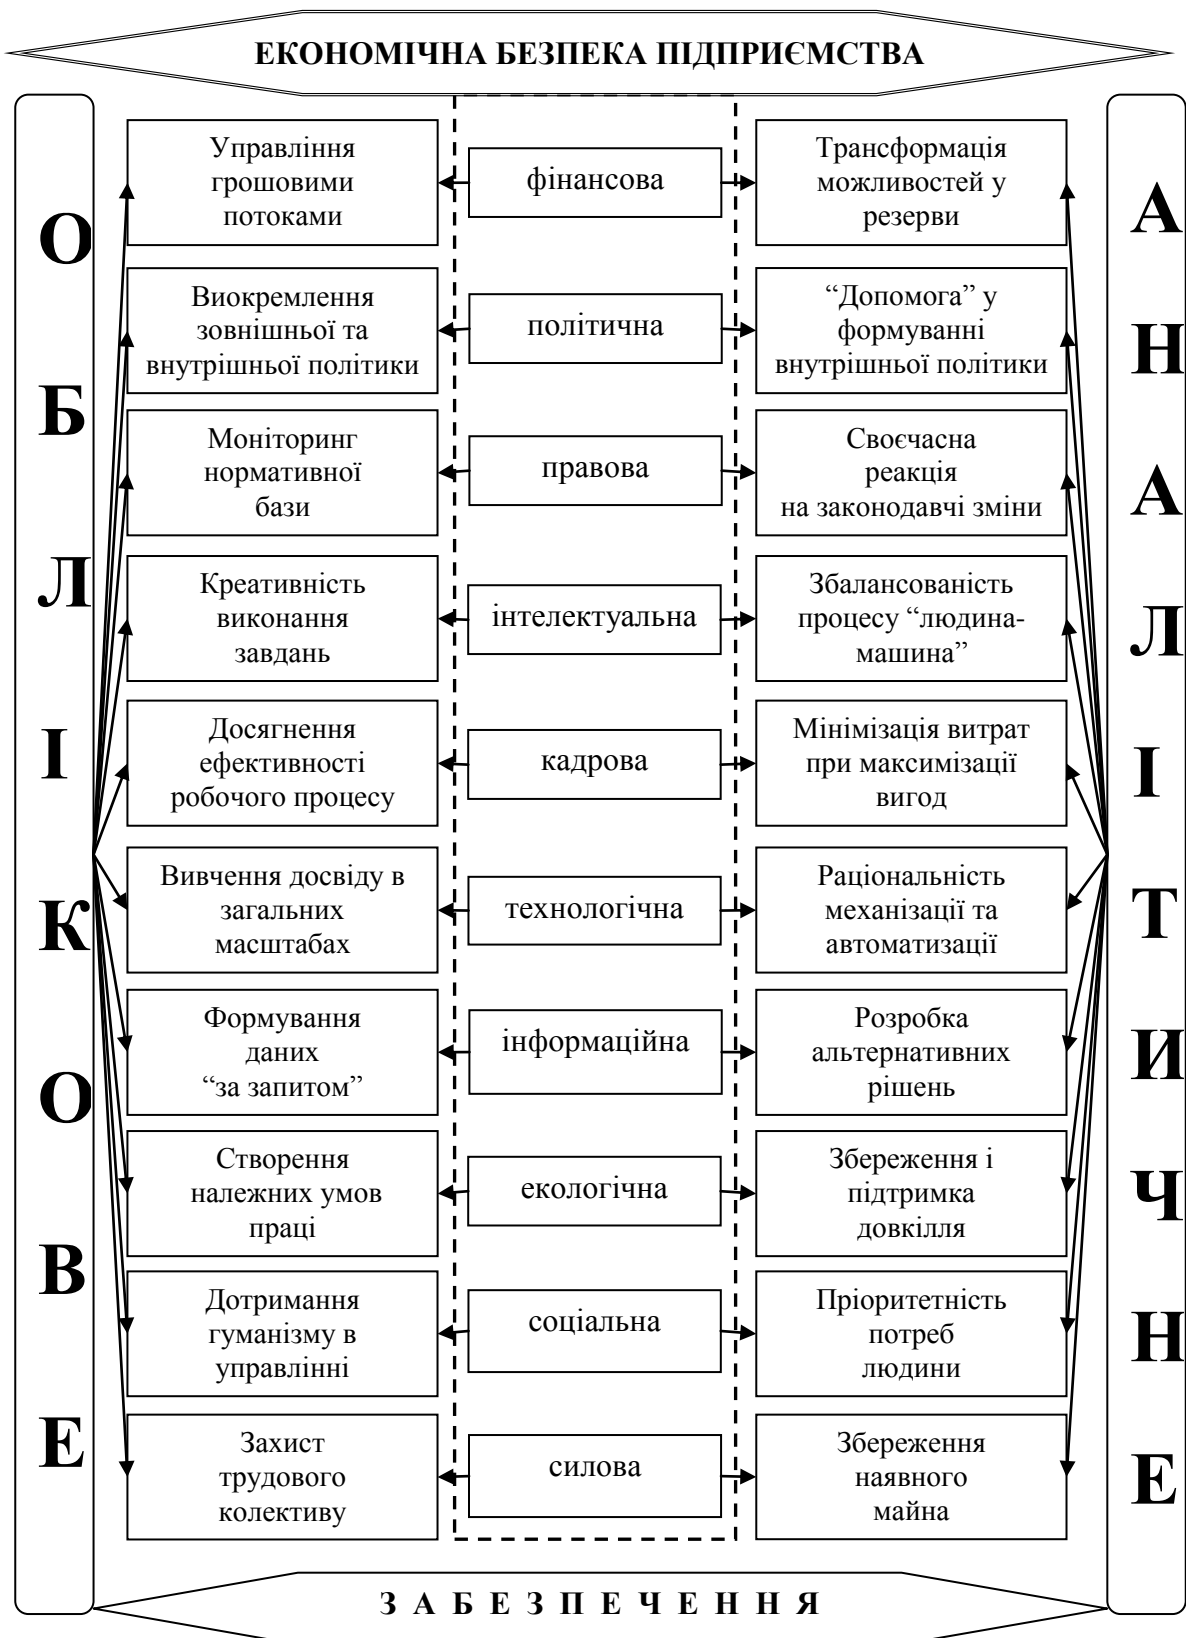 ЕКОНОМІЧНА БЕЗПЕКА ПІДПРИЄМСТВА
ОБЛІКОВЕ
Управління
грошовими
потоками
фінансова
Трансформація
можливостей у
резерви
Виокремлення
зовнішньої та
внутрішньої політики
політична
“Допомога” у
формуванні
внутрішньої політики
Моніторинг
нормативної
бази
правова
Своєчасна
реакція
на законодавчі зміни
Креативність
виконання
завдань
інтелектуальна
Збалансованість
процесу “людина-
машина”
Досягнення
ефективності
робочого процесу
кадрова
Мінімізація витрат
при максимізації
вигод
Вивчення досвіду в
загальних
масштабах
технологічна
Раціональність
механізації та
автоматизації
Формування
даних
“за запитом”
інформаційна
Розробка
альтернативних
рішень
Створення
належних умов
праці
екологічна
Збереження і
підтримка
довкілля
Дотримання
гуманізму в
управлінні
соціальна
Пріоритетність
потреб
людини
Захист
трудового
колективу
силова
Збереження
наявного
майна
АНАЛІТИЧНЕ
З А Б Е З П Е Ч Е Н Н Я